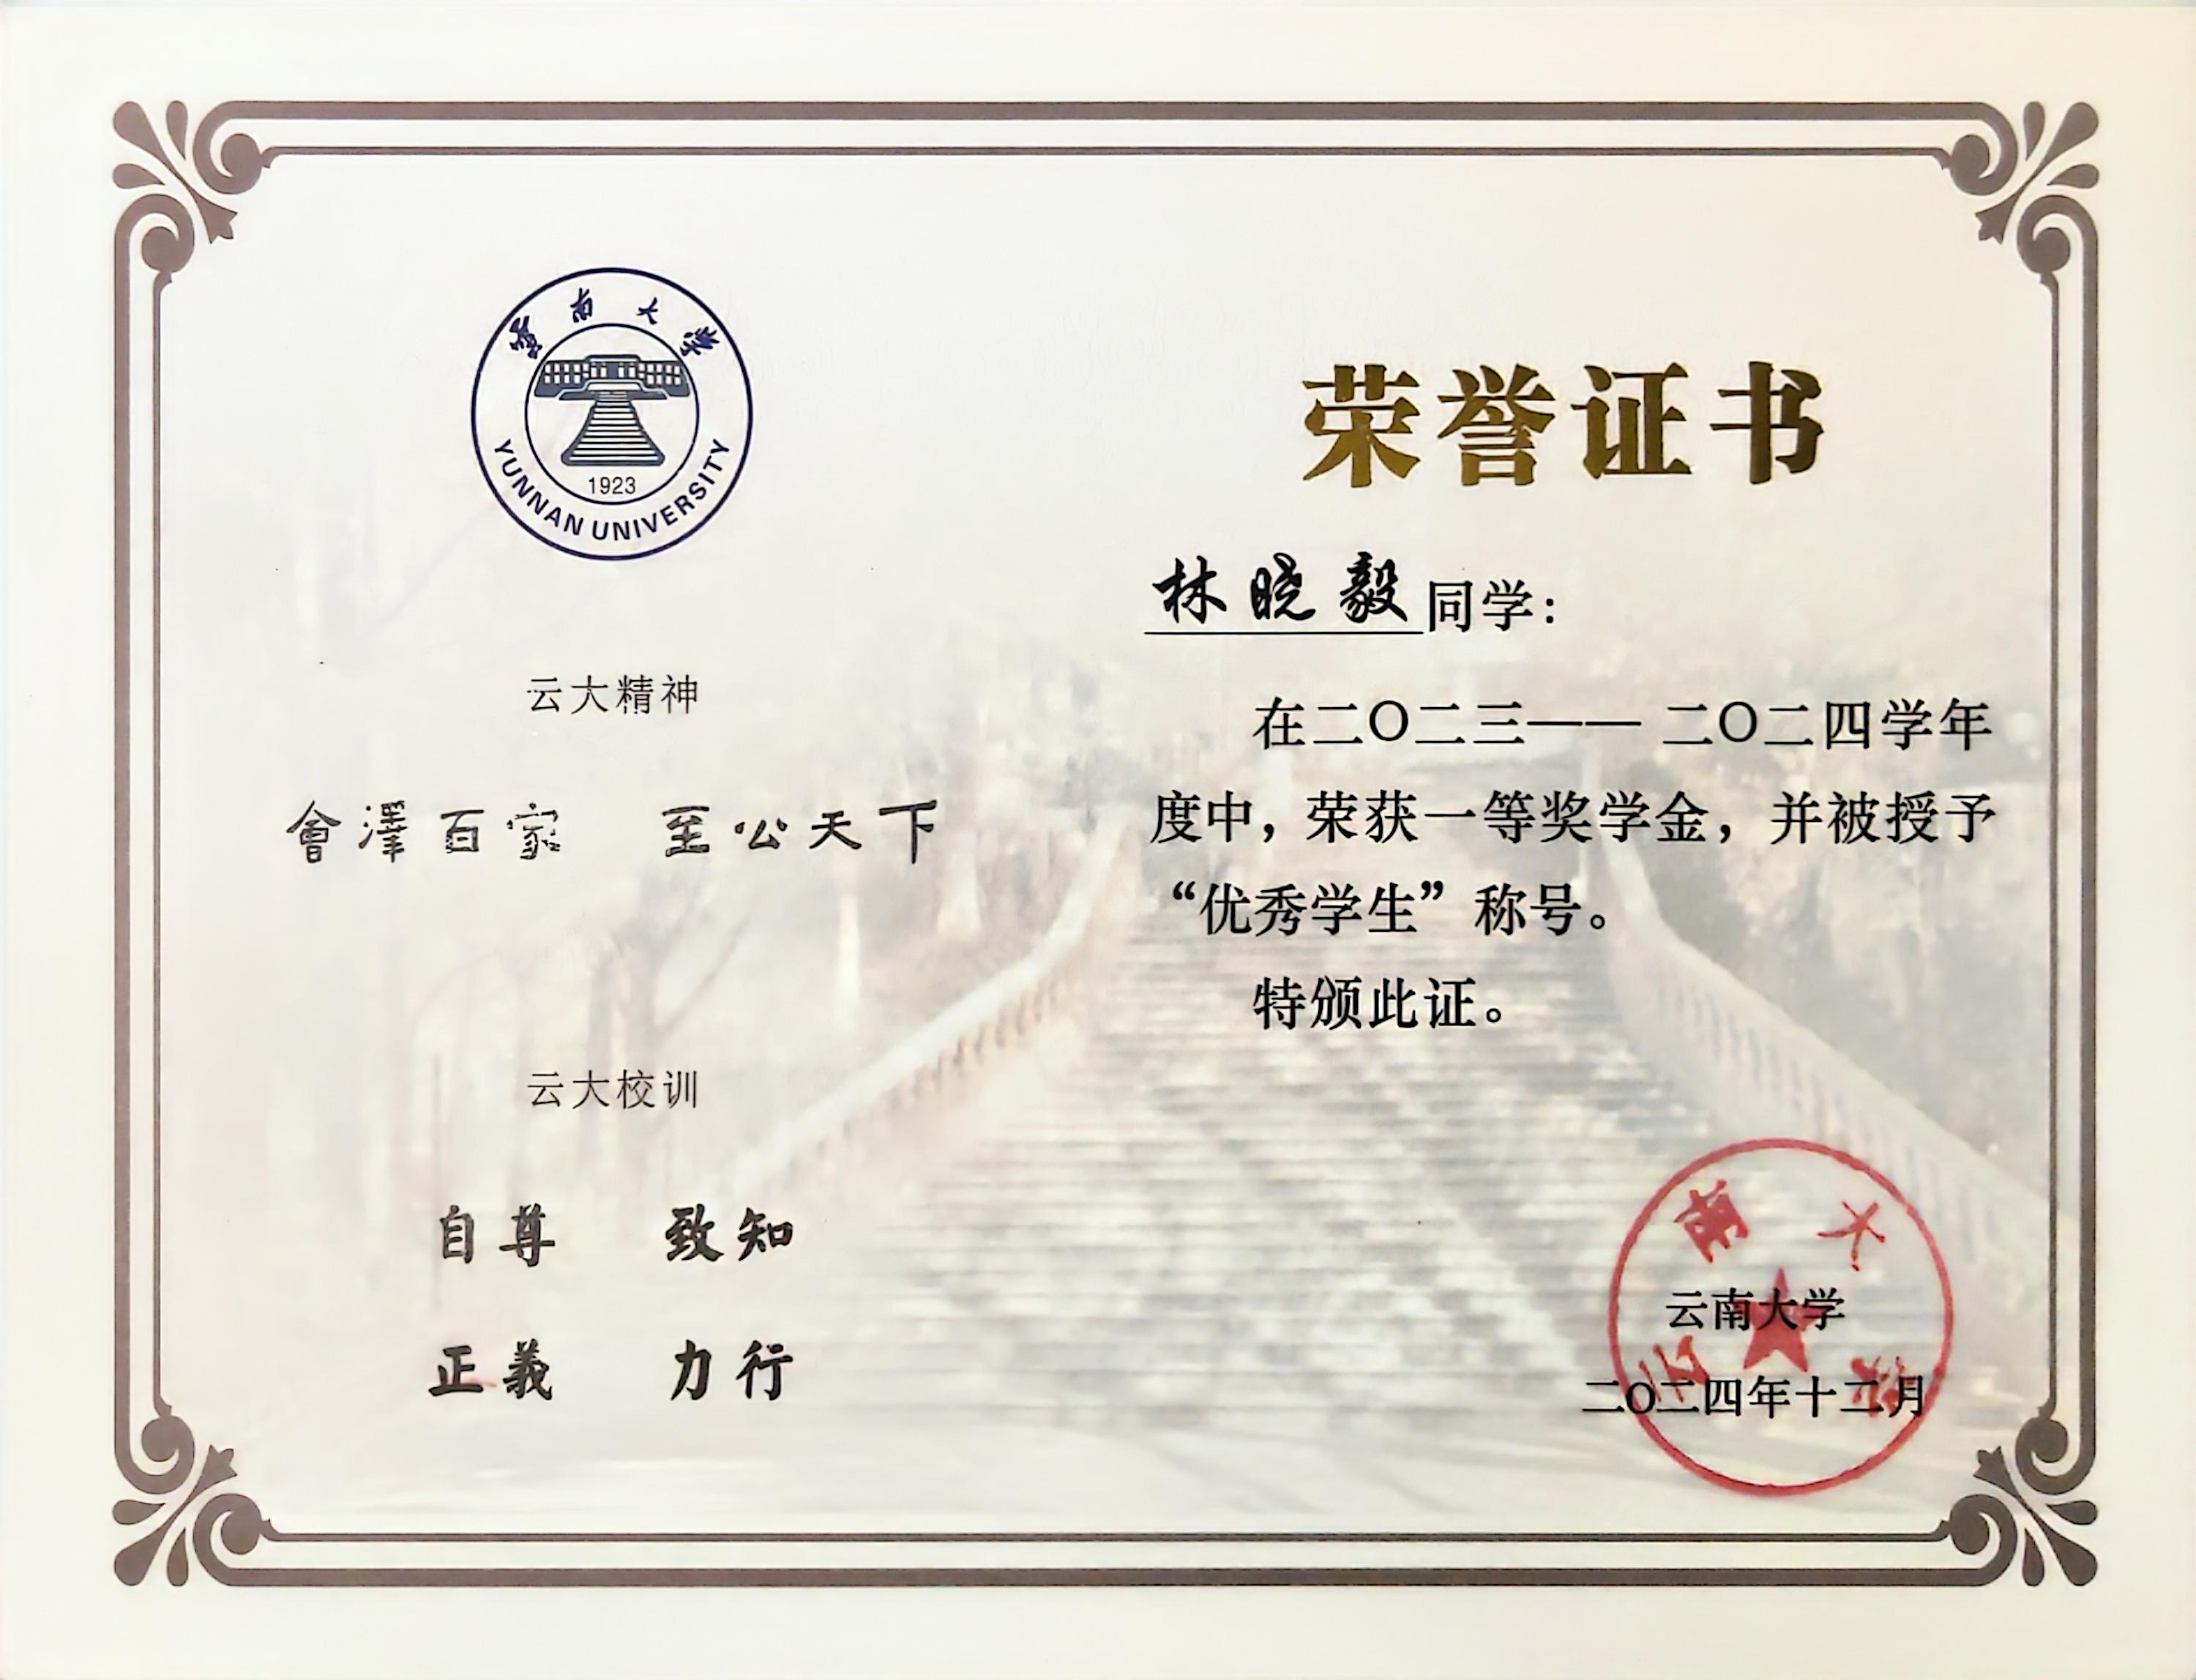 雲南大學
1923
YUNNAN UNIVERSITY
云大精神
會澤百家 至公天下
云大校训
自尊 致知
正義 力行
荣誉证书
林晓毅同学：
在二〇二三——二〇二四学年
度中，荣获一等奖学金，并被授予
“优秀学生”称号。
特颁此证。
云南大学
云南大学
二〇二四年十二月